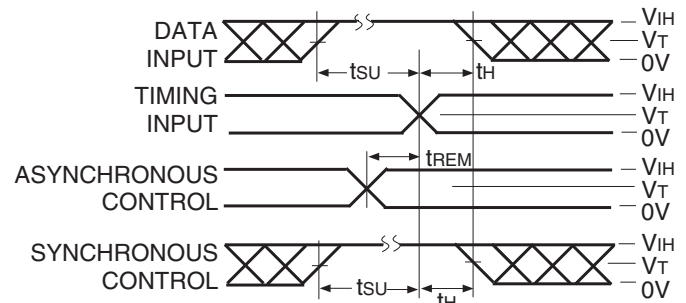 DATA
INPUT
tSU
tH
VIH
VT
0V
TIMING
INPUT
VIH
VT
0V
tREM
ASYNCHRONOUS
CONTROL
VIH
VT
0V
SYNCHRONOUS
CONTROL
tSU
tH
VIH
VT
0V